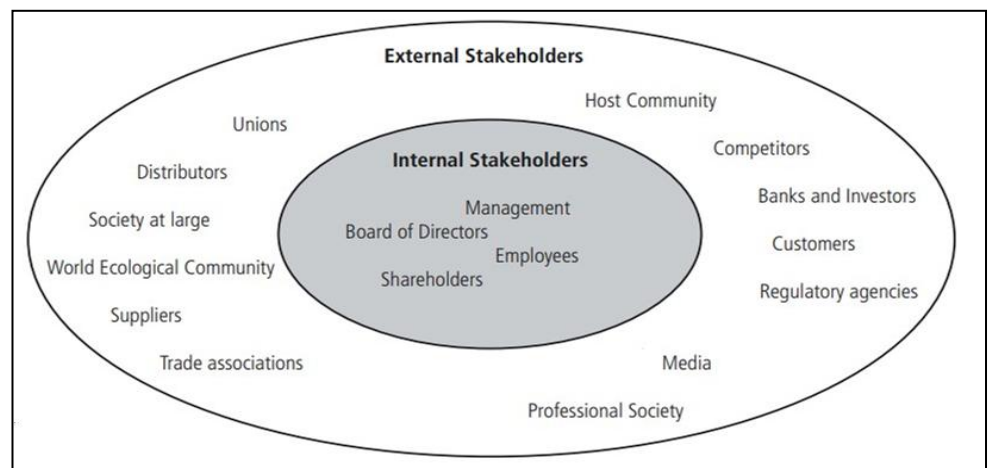 External Stakeholders
Host Community
Unions
Competitors
Internal Stakeholders
Distributors
Banks and Investors
Management
Society at large
Board of Directors
Customers
Employees
World Ecological Community
Shareholders
Regulatory agencies
Suppliers
Trade associations
Media
Professional Society